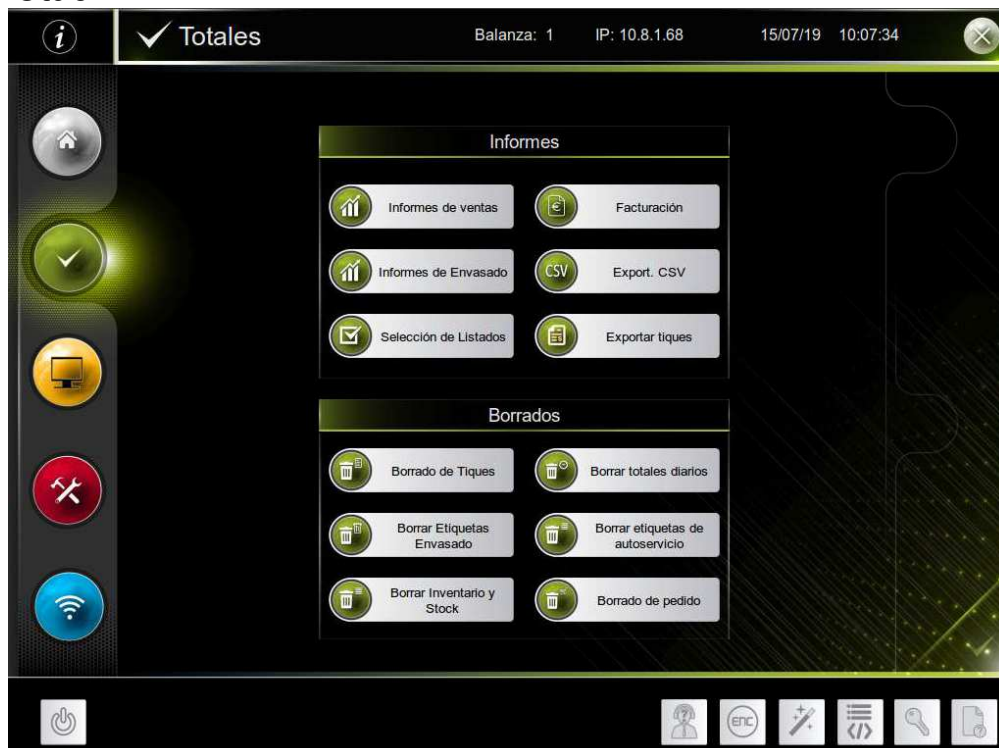 i
Totales
Balanza: 1
IP: 10.8.1.68
15/07/19
10:07:34
Informes
Informes de ventas
Facturación
Informes de Envasado
CSV
Export. CSV
Selección de Listados
Exportar tiques
Borrados
Borrado de Tiques
Borrar totales diarios
Borrar Etiquetas
Envasado
Borrar etiquetas de
autoservicio
Borrar Inventario y
Stock
Borrado de pedido
ENC